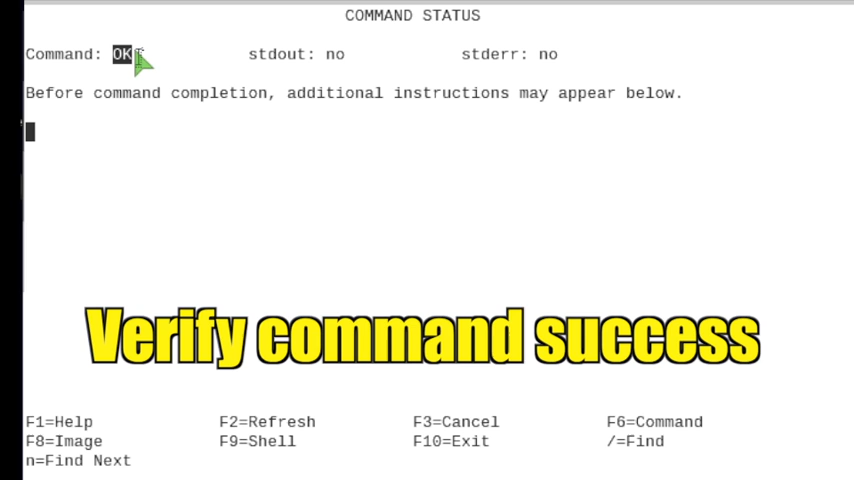 COMMAND STATUS
Command: OK stdout: no stderr: no
Before command completion, additional instructions may appear below.
Verify command success
F1=Help F2=Refresh F3=Cancel F6=Command
F8=Image F9=Shell F10=Exit /=Find
n=Find Next